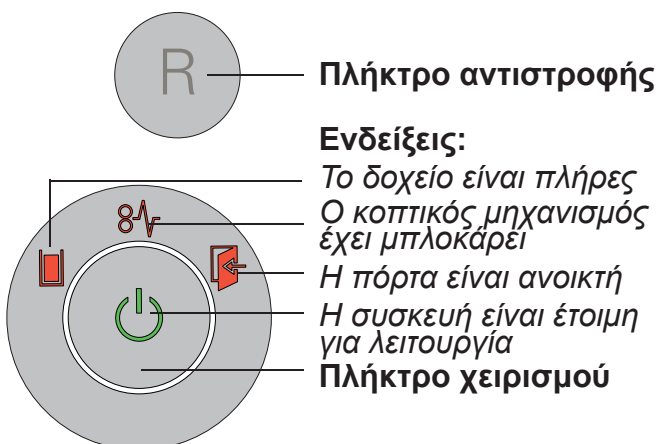 R
Πλήκτρο αντιστροφής
Ενδείξεις:
Το δοχείο είναι πλήρες
Ο κοπτικός μηχανισμός
έχει μπλοκάρει
Η πόρτα είναι ανοικτή
Η συσκευή είναι έτοιμη
για λειτουργία
Πλήκτρο χειρισμού